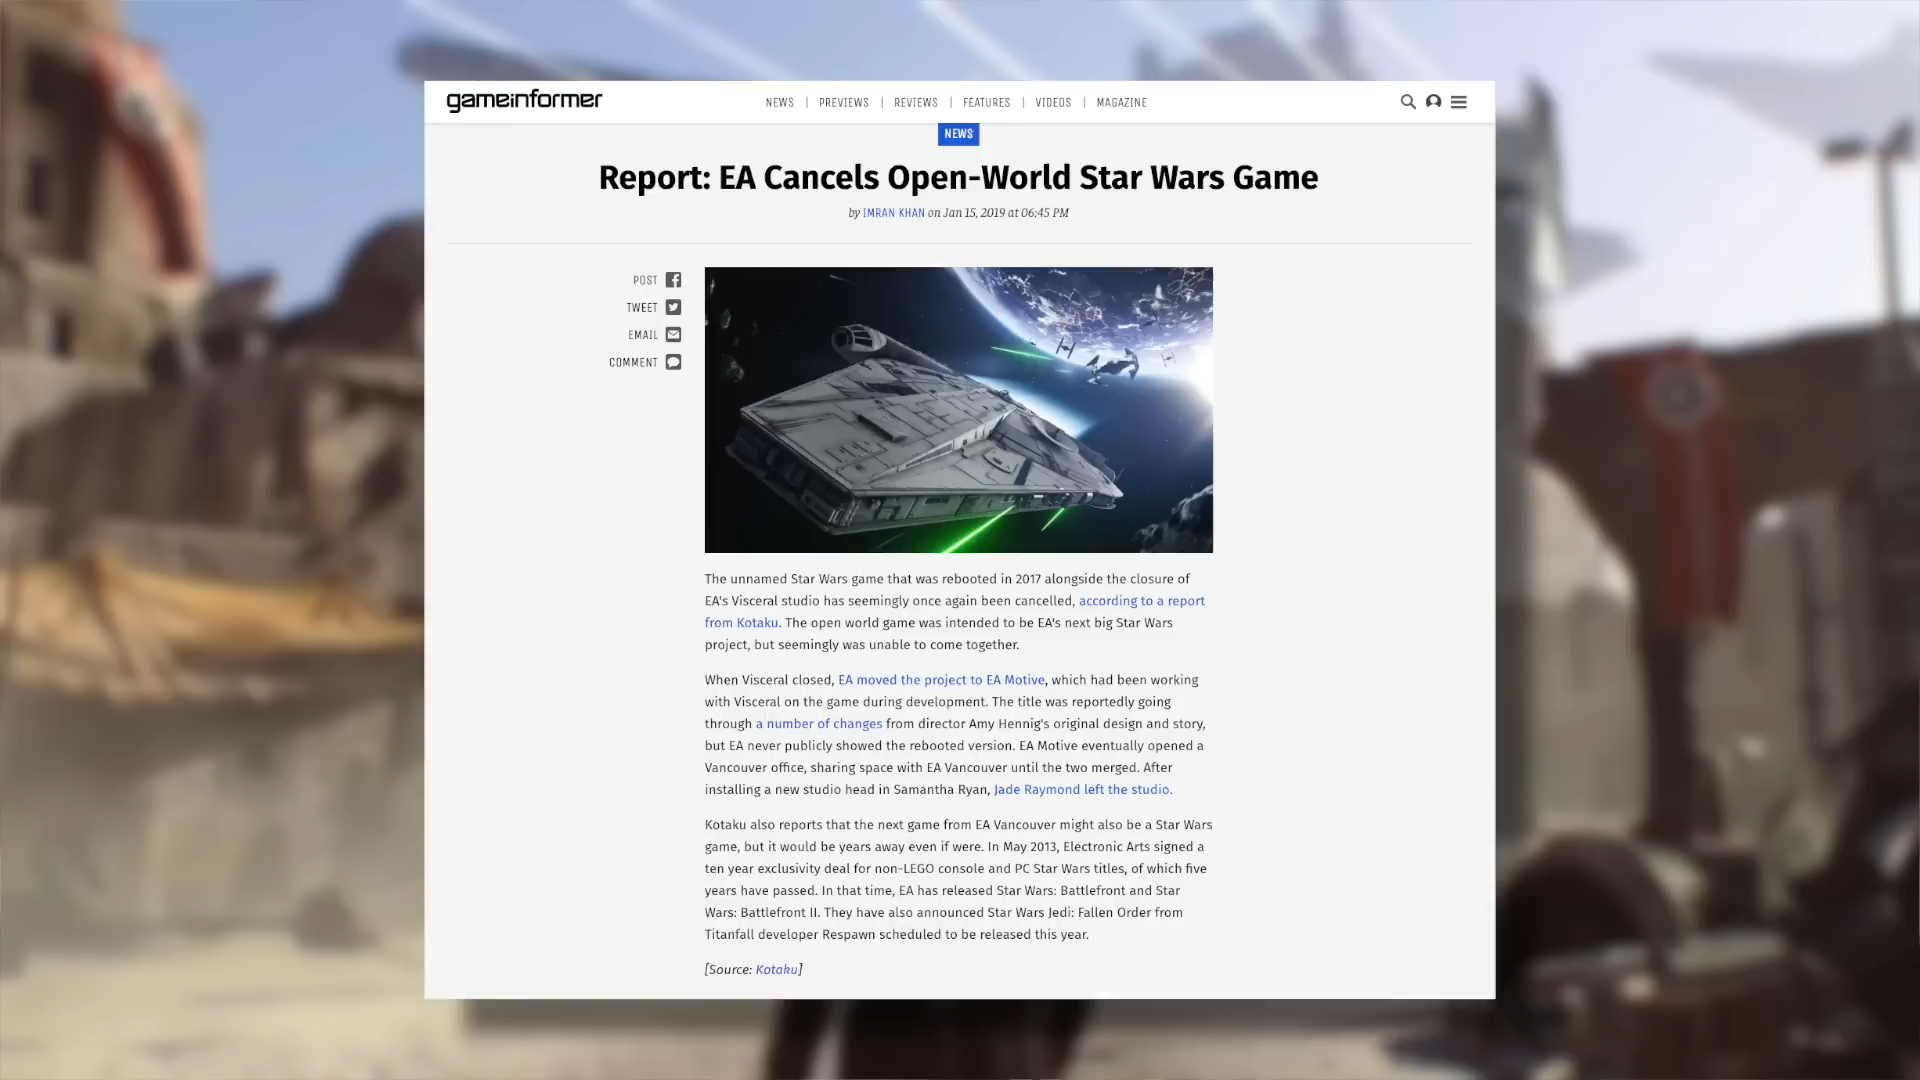 gameinformer
NEWS | PREVIEWS | REVIEWS | FEATURES | VIDEOS | MAGAZINE
NEWS
Report: EA Cancels Open-World Star Wars Game
by IMRAN KHAN on Jan 15, 2019 at 06:45 PM
POST
TWEET
EMAIL
COMMENT
The unnamed Star Wars game that was rebooted in 2017 alongside the closure of
EA's Visceral studio has seemingly once again been cancelled, according to a report
from Kotaku. The open world game was intended to be EA's next big Star Wars
project, but seemingly was unable to come together.
When Visceral closed, EA moved the project to EA Motive, which had been working
with Visceral on the game during development. The title was reportedly going
through a number of changes from director Amy Hennig's original design and story,
but EA never publicly showed the rebooted version. EA Motive eventually opened a
Vancouver office, sharing space with EA Vancouver until the two merged. After
installing a new studio head in Samantha Ryan, Jade Raymond left the studio.
Kotaku also reports that the next game from EA Vancouver might also be a Star Wars
game, but it would be years away even if were. In May 2013, Electronic Arts signed a
ten year exclusivity deal for non-LEGO console and PC Star Wars titles, of which five
years have passed. In that time, EA has released Star Wars: Battlefront and Star
Wars: Battlefront II. They have also announced Star Wars Jedi: Fallen Order from
Titanfall developer Respawn scheduled to be released this year.
[Source: Kotaku]